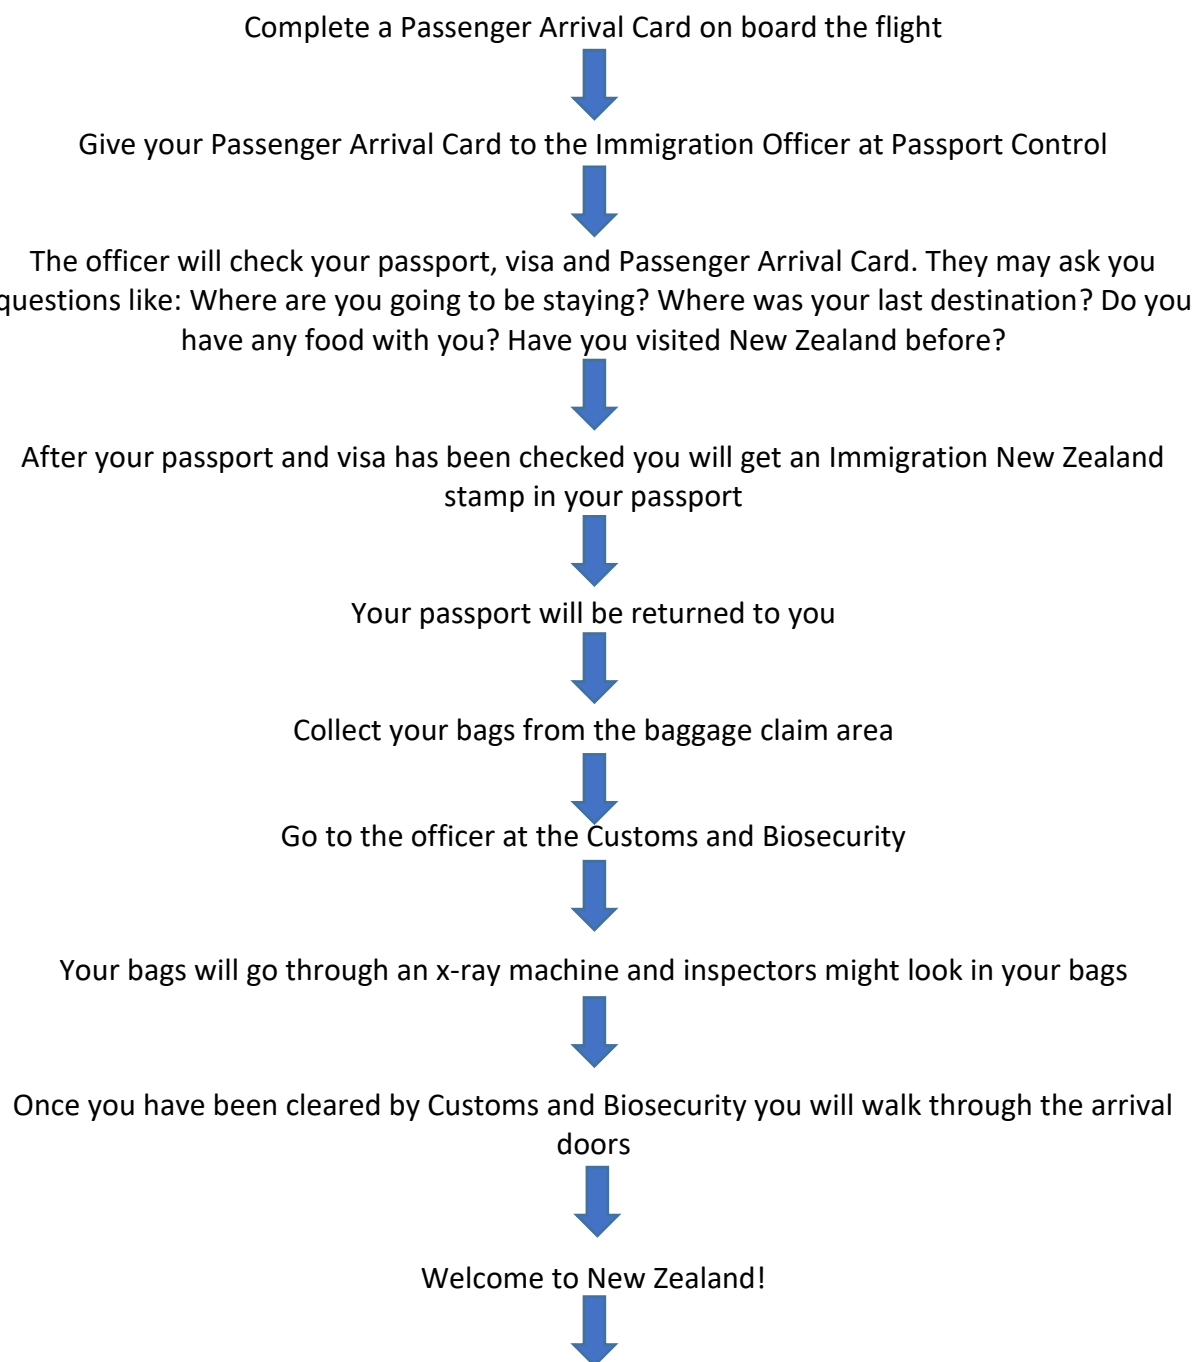 Complete a Passenger Arrival Card on board the flight
Give your Passenger Arrival Card to the Immigration Officer at Passport Control
The officer will check your passport, visa and Passenger Arrival Card. They may ask you
questions like: Where are you going to be staying? Where was your last destination? Do you
have any food with you? Have you visited New Zealand before?
After your passport and visa has been checked you will get an Immigration New Zealand
stamp in your passport
Your passport will be returned to you
Collect your bags from the baggage claim area
Go to the officer at the Customs and Biosecurity
Your bags will go through an x-ray machine and inspectors might look in your bags
Once you have been cleared by Customs and Biosecurity you will walk through the arrival
doors
Welcome to New Zealand!